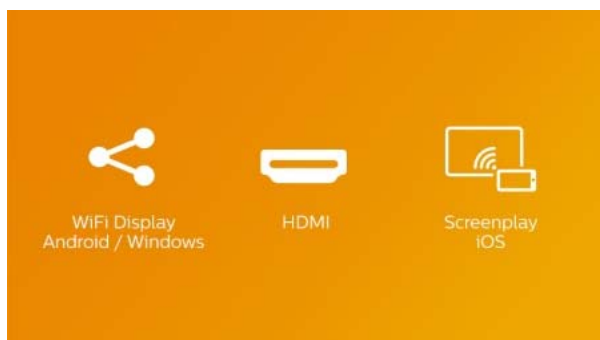 WiFi Display
Android / Windows
HDMI
Screenplay
iOS